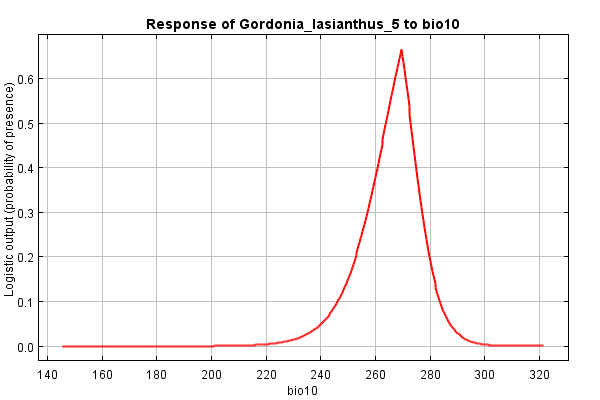 Response of Gordonia_lasianthus_5 to bio10
Logistic output (probability of presence)
0.6
0.5
0.4
0.3
0.2
0.1
0.0
140 160 180 200 220 240 260 280 300 320
bio10